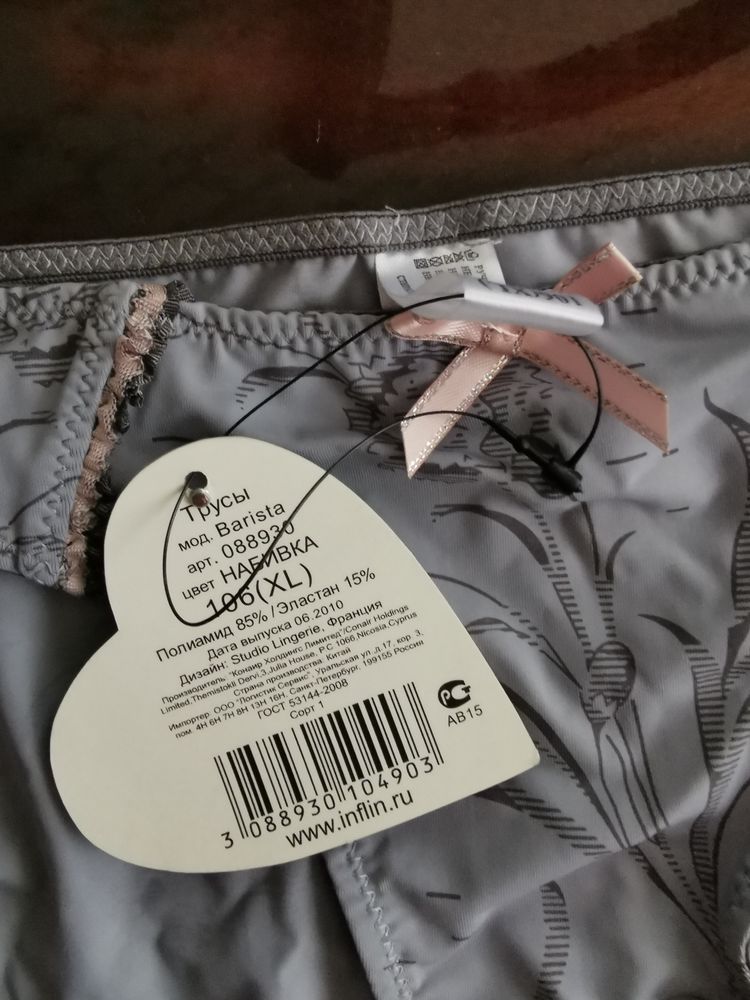 Трусы
мод. Barista
арт. 088930
цвет НАБИВКА
106(XL)
Полиамид 85% /Эластан 15%
Дата выпуска 06.2010
Дизайн: Studio Lingerie, Франция
Производитель "Конаир Холдингс Лимитед"/Conair Holdings
Limited,Themistokli Dervi,3,Julia House, P.C 1066 Nicosia,Cyprus
Страна производства Китай
Импортер. ООО "Логистик Сервис", Уральская ул.,д 17, кор 3,
пом. 4Н 6Н 7Н 8Н 13Н 16Н. Санкт-Петербург, 199155 Россия
ГОСТ 53144-2008
Сорт 1
АВ15
3 088930 104903
www.inflin.ru